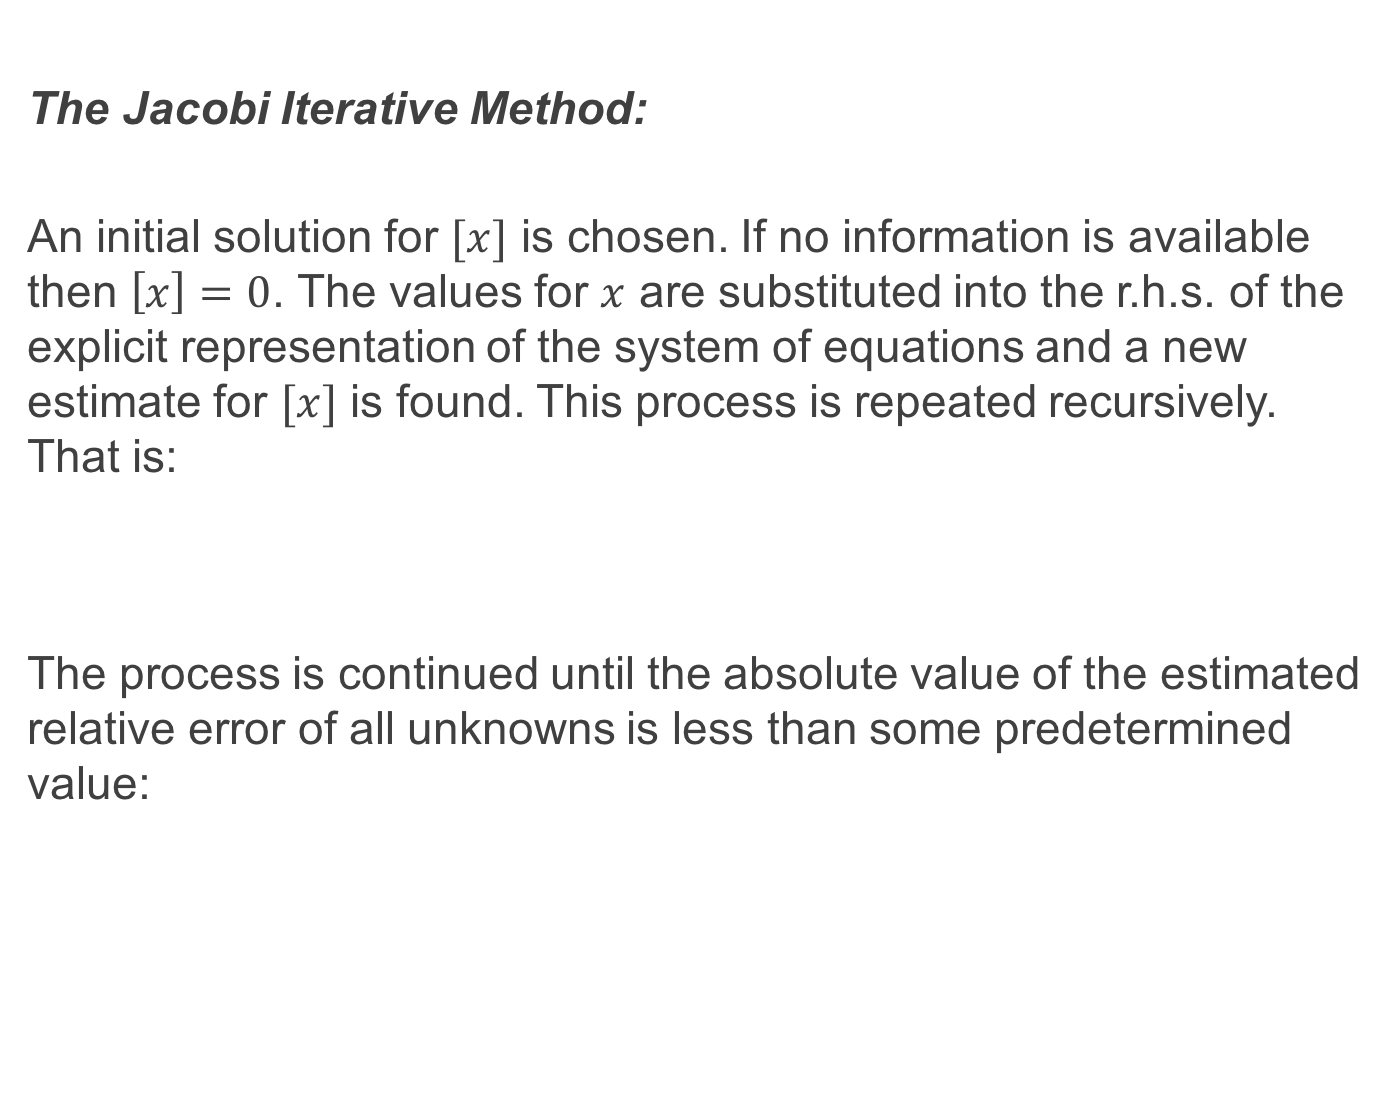 The Jacobi Iterative Method:
An initial solution for [𝑥] is chosen. If no information is available
then [𝑥] = 0. The values for 𝑥 are substituted into the r.h.s. of the
explicit representation of the system of equations and a new
estimate for [𝑥] is found. This process is repeated recursively.
That is:
The process is continued until the absolute value of the estimated
relative error of all unknowns is less than some predetermined
value: